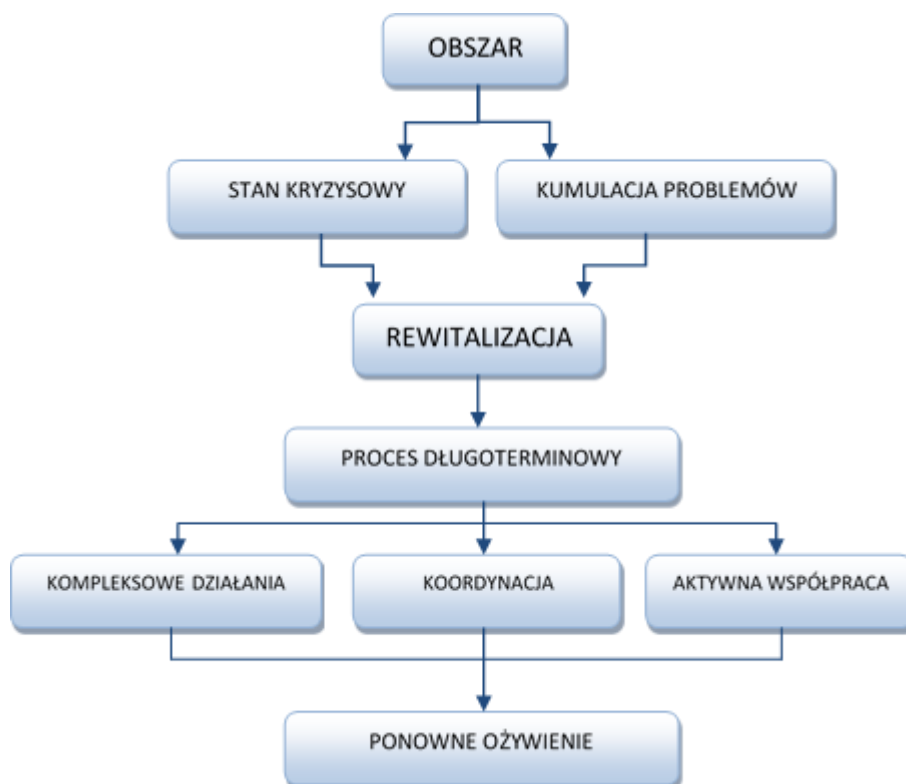 OBSZAR
STAN KRYZYSOWY
KUMULACJA PROBLEMÓW
REWITALIZACJA
PROCES DŁUGOTERMINOWY
KOMPLEKSOWE DZIAŁANIA
KOORDYNACJA
AKTYWNA WSPÓŁPRACA
PONOWNE OŻYWIENIE